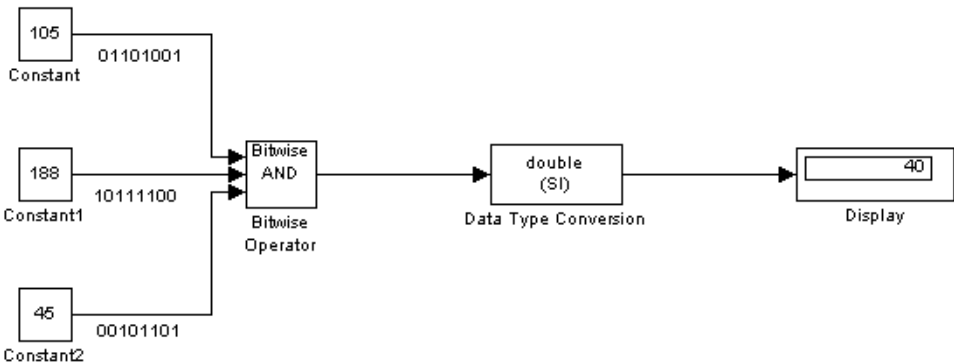 105
01101001
Constant
188
10111100
Constant1
45
00101101
Constant2
Bitwise
AND
Bitwise
Operator
double
(SI)
Data Type Conversion
40
Display